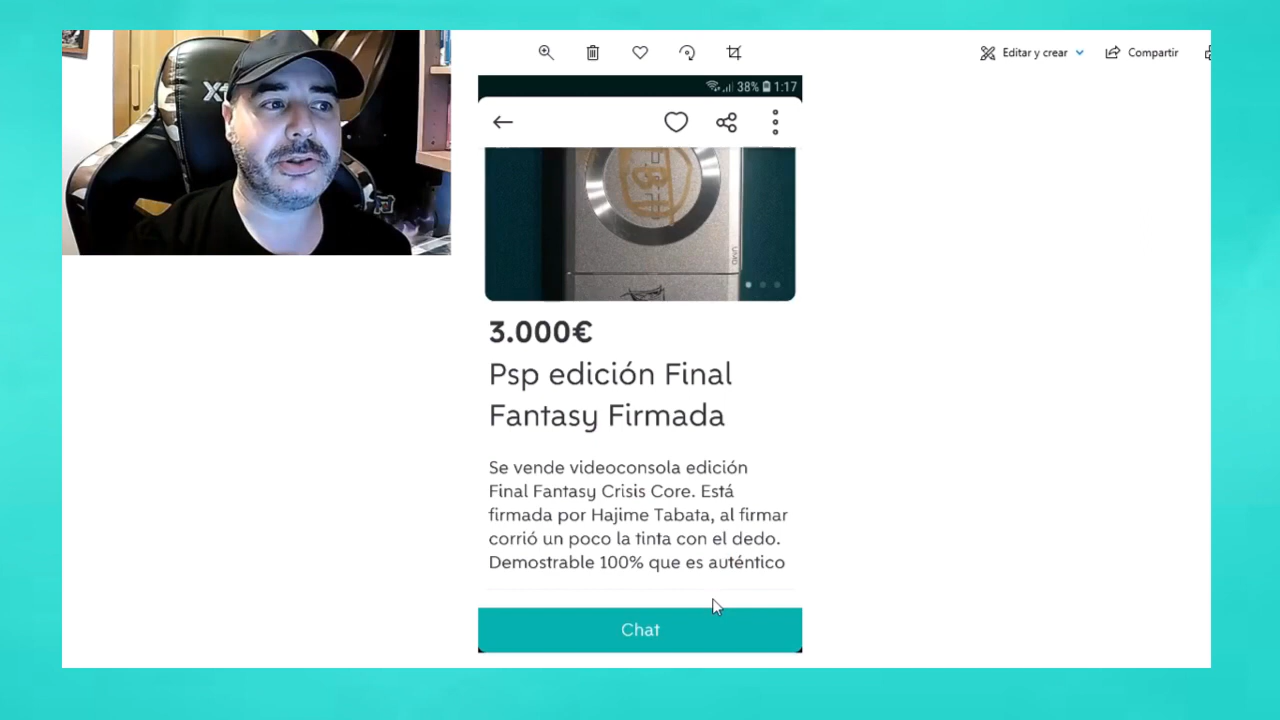 Editar y crear
Compartir
38% 1:17
UMD
3.000€
Psp edición Final
Fantasy Firmada
Se vende videoconsola edición
Final Fantasy Crisis Core. Está
firmada por Hajime Tabata, al firmar
corrió un poco la tinta con el dedo.
Demostrable 100% que es auténtico
Chat